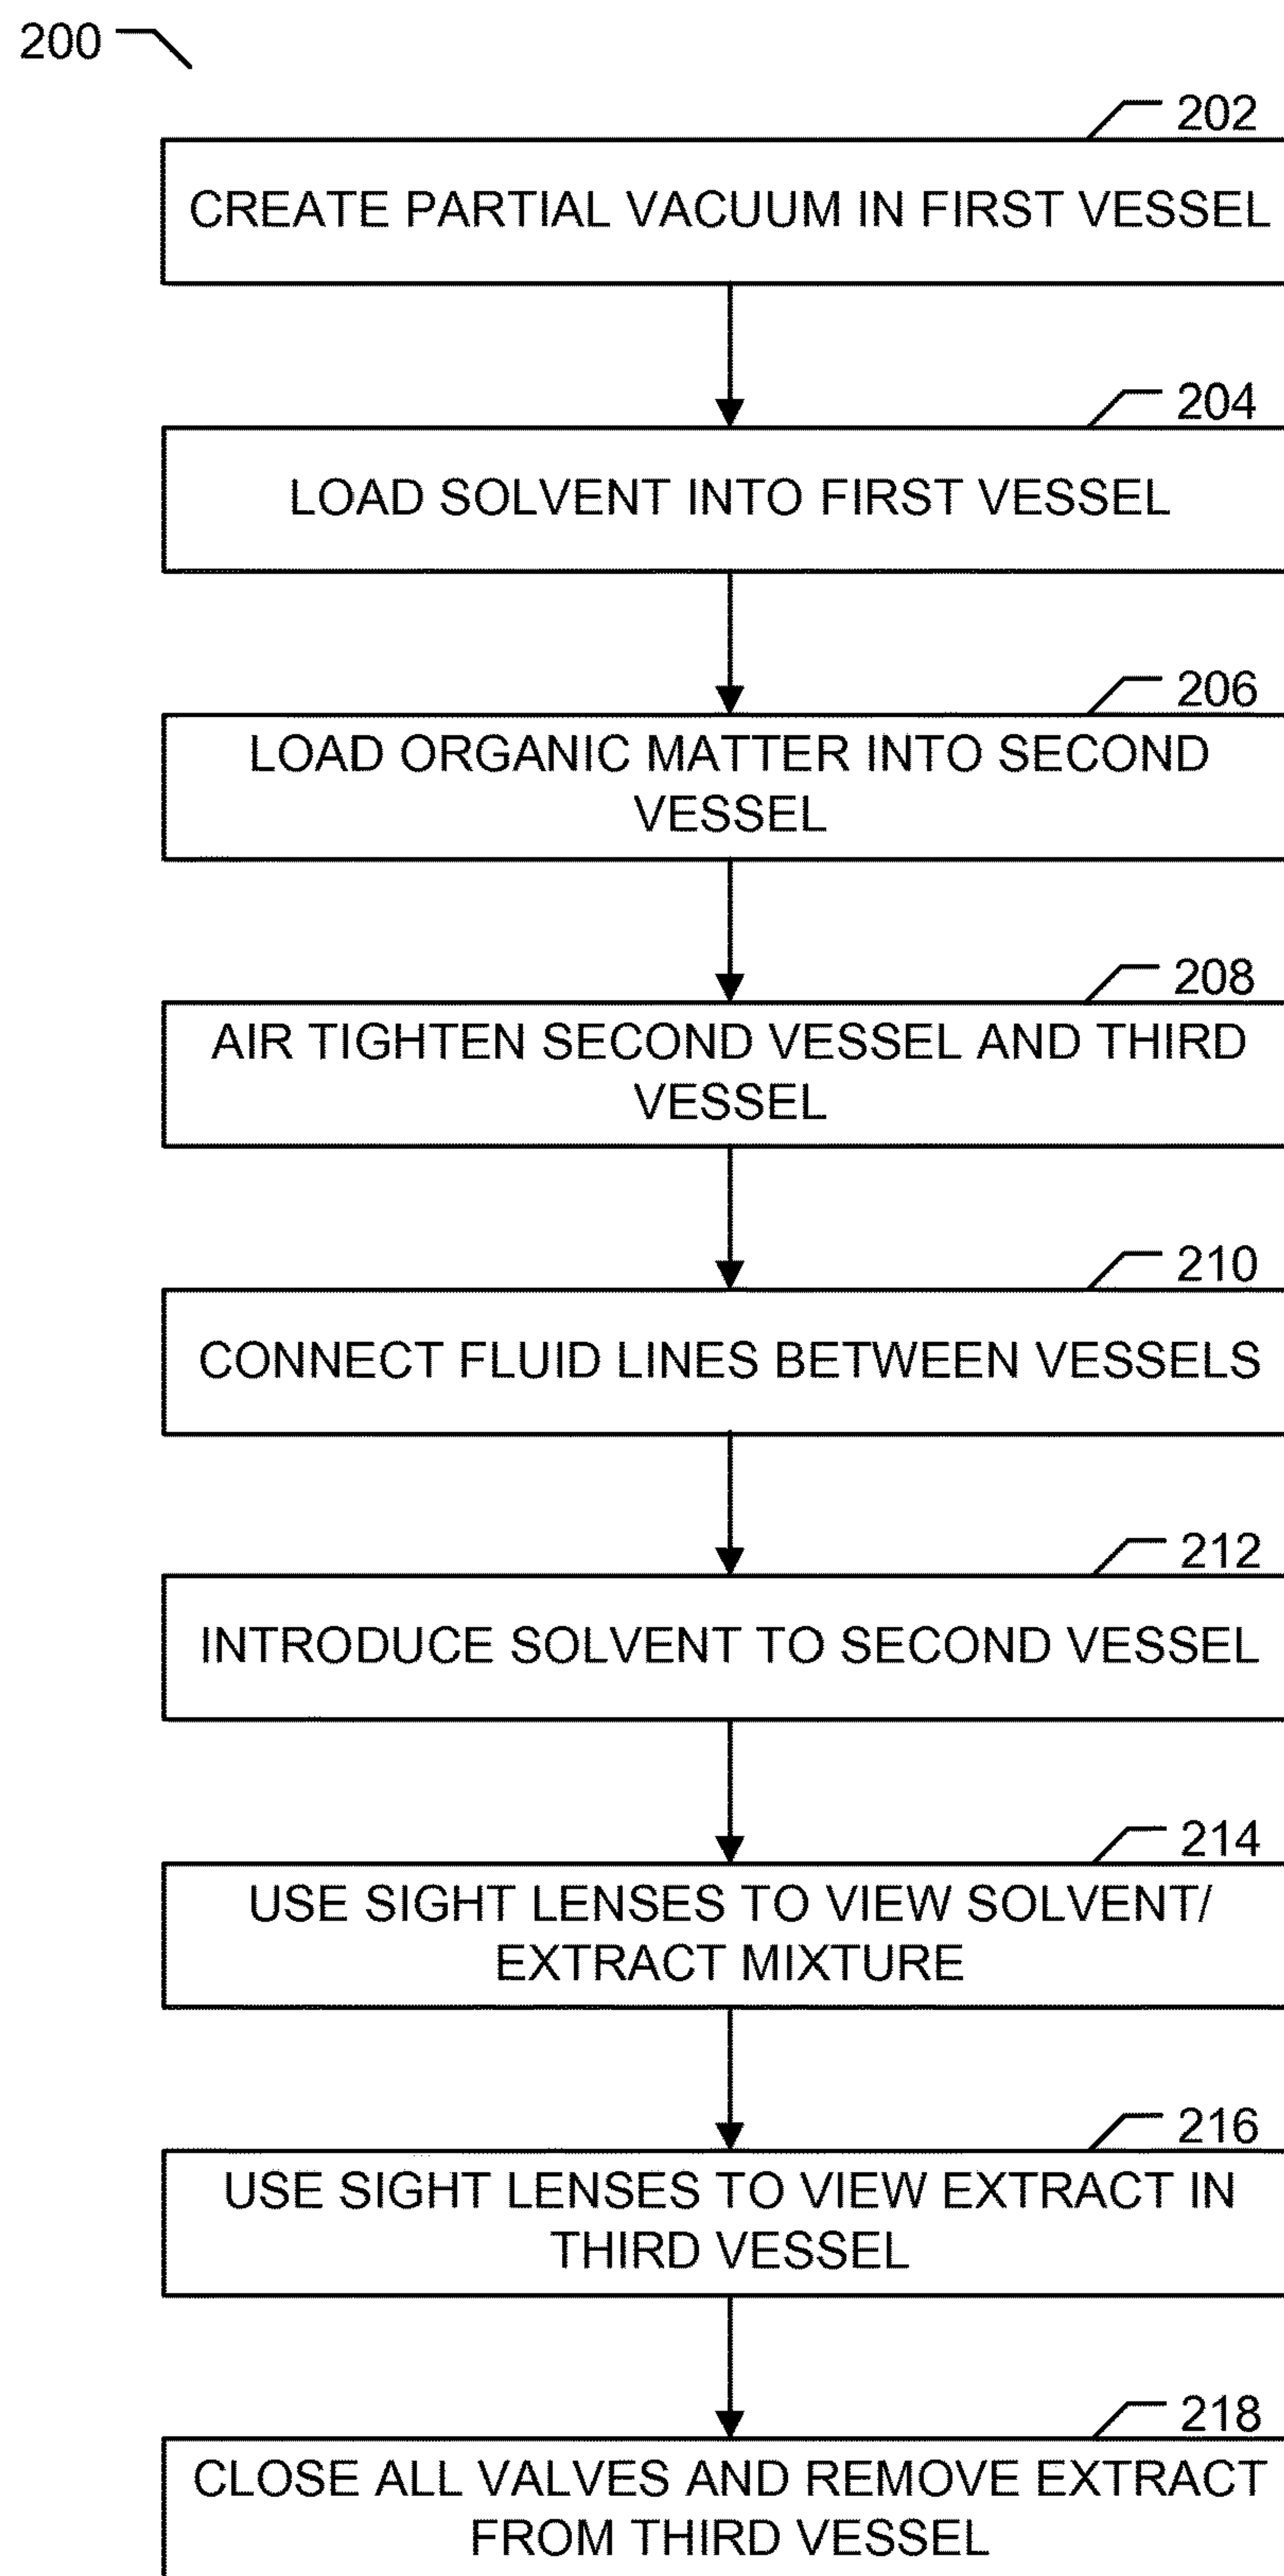 200
202
CREATE PARTIAL VACUUM IN FIRST VESSEL
204
LOAD SOLVENT INTO FIRST VESSEL
206
LOAD ORGANIC MATTER INTO SECOND
VESSEL
208
AIR TIGHTEN SECOND VESSEL AND THIRD
VESSEL
210
CONNECT FLUID LINES BETWEEN VESSELS
212
INTRODUCE SOLVENT TO SECOND VESSEL
214
USE SIGHT LENSES TO VIEW SOLVENT/
EXTRACT MIXTURE
216
USE SIGHT LENSES TO VIEW EXTRACT IN
THIRD VESSEL
218
CLOSE ALL VALVES AND REMOVE EXTRACT
FROM THIRD VESSEL